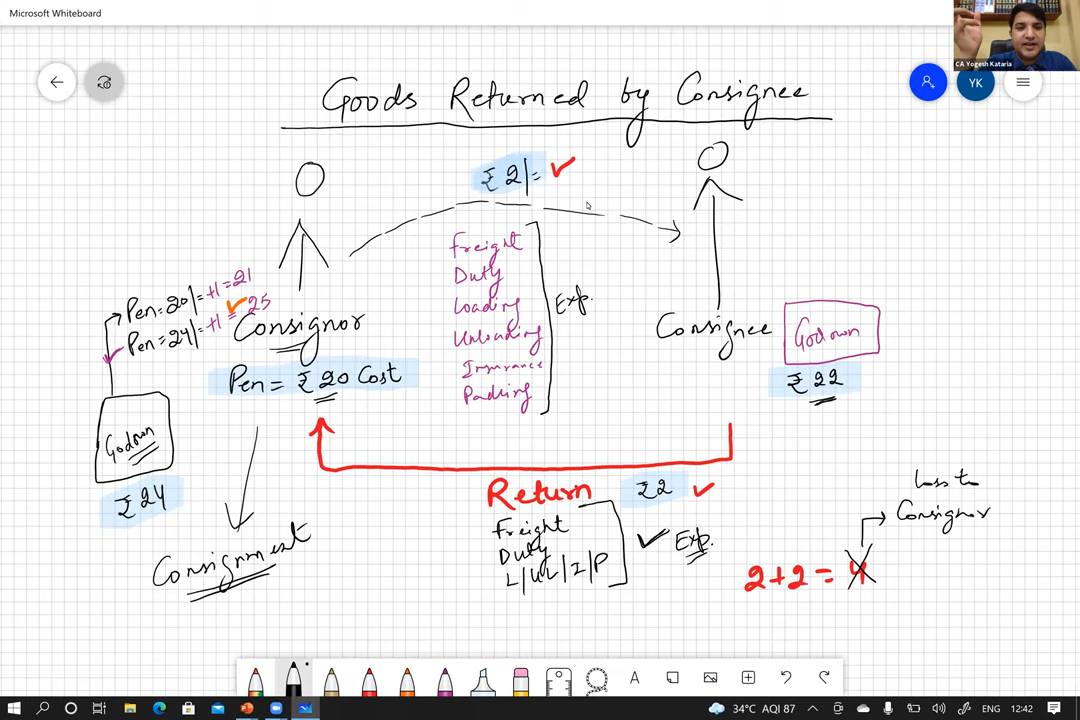 Microsoft Whiteboard
CA Yogesh Kataria
YK
Goods Returned by Consignee
₹ 2/=
Freight
Duty
Loading
Unloading
Insurance
Packing
Exp.
Pen = 20/= +1 = 21
Pen = 24/= +1 = 25
Consignor
Pen = ₹ 20 Cost
Consignee
Godown
₹ 22
Godown
₹ 24
Return ₹2
Freight
Duty
L/UL/I/P
Exp.
Consignment
Loss to
Consignor
2+2 = 4
A
34°C AQI 87
ENG
12:42